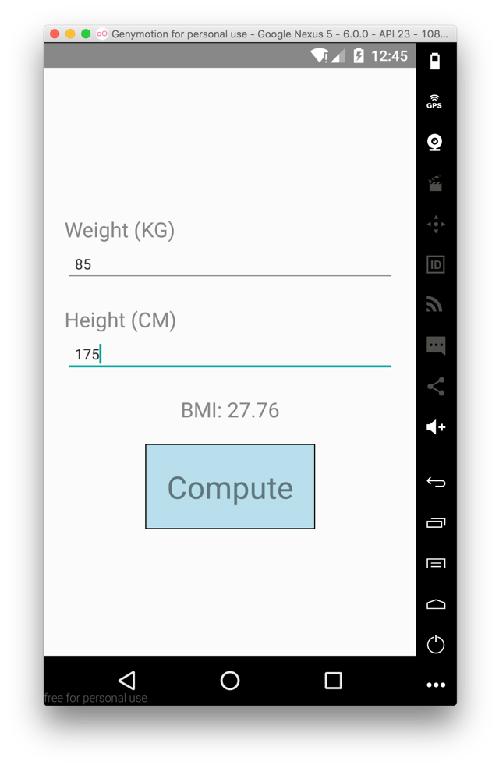 Genymotion for personal use - Google Nexus 5 - 6.0.0 - API 23 - 108...
12:45
GPS
Weight (KG)
85
ID
Height (CM)
175
BMI: 27.76
Compute
free for personal use